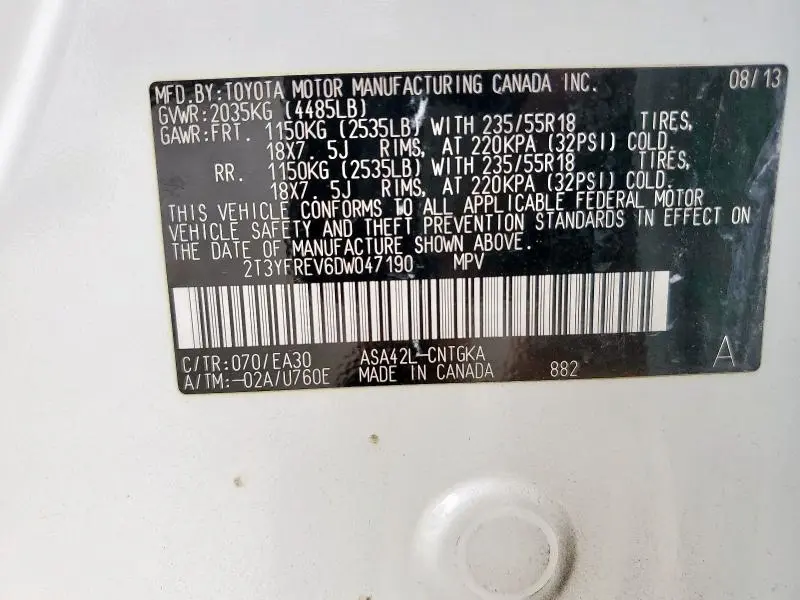 MFD.BY:TOYOTA MOTOR MANUFACTURING CANADA INC. 08/13
GVWR:2035KG (4485LB)
GAWR:FRT. 1150KG (2535LB) WITH 235/55R18 TIRES,
18X7. 5J RIMS, AT 220KPA (32PSI) COLD.
RR. 1150KG (2535LB) WITH 235/55R18 TIRES,
18X7. 5J RIMS, AT 220KPA (32PSI) COLD.
THIS VEHICLE CONFORMS TO ALL APPLICABLE FEDERAL MOTOR
VEHICLE SAFETY AND THEFT PREVENTION STANDARDS IN EFFECT ON
THE DATE OF MANUFACTURE SHOWN ABOVE.
2T3YFREV6DW047190 MPV
C/TR:070/EA30 ASA42L-CNTGKA A
A/TM:-02A/U760E MADE IN CANADA 882